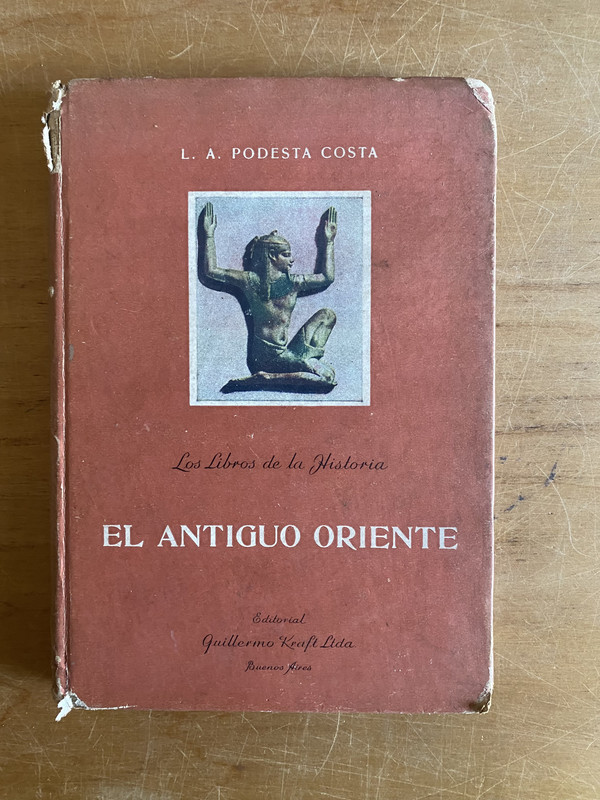 L. A. PODESTA COSTA
Los Libros de la Historia
EL ANTIGUO ORIENTE
Editorial
Guillermo Kraft Ltda
Buenos Aires